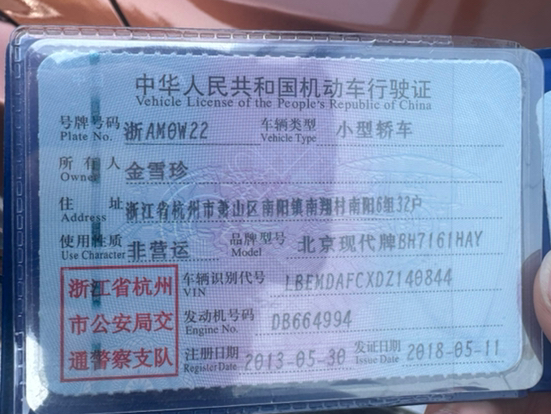 中华人民共和国机动车行驶证
Vehicle License of the People's Republic of China
号牌号码 浙AM0W22 车辆类型 小型轿车
Plate No. Vehicle Type
所有人 金雪珍
Owner
住址 浙江省杭州市萧山区南阳镇南翔村南阳6组32户
Address
使用性质 非营运 品牌型号 北京现代牌BH7161HAY
Use Character Model
浙江省杭州
市公安局交
通警察支队
车辆识别代号 LBEMDAFCXDZ140844
VIN
发动机号码 DB664994
Engine No.
注册日期 2013-05-30 发证日期 2018-05-11
Register Date Issue Date